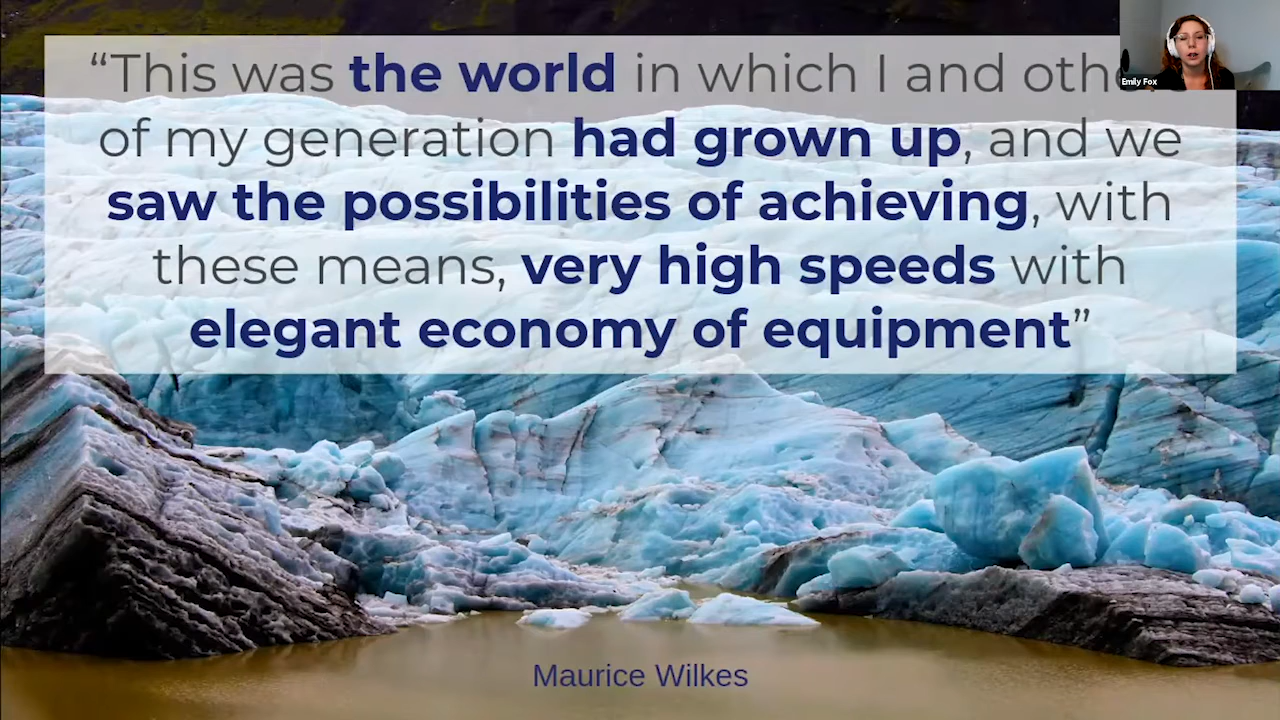 “This was the world in which I and othe
of my generation had grown up, and we
saw the possibilities of achieving, with
these means, very high speeds with
elegant economy of equipment”
Maurice Wilkes
Emily Fox